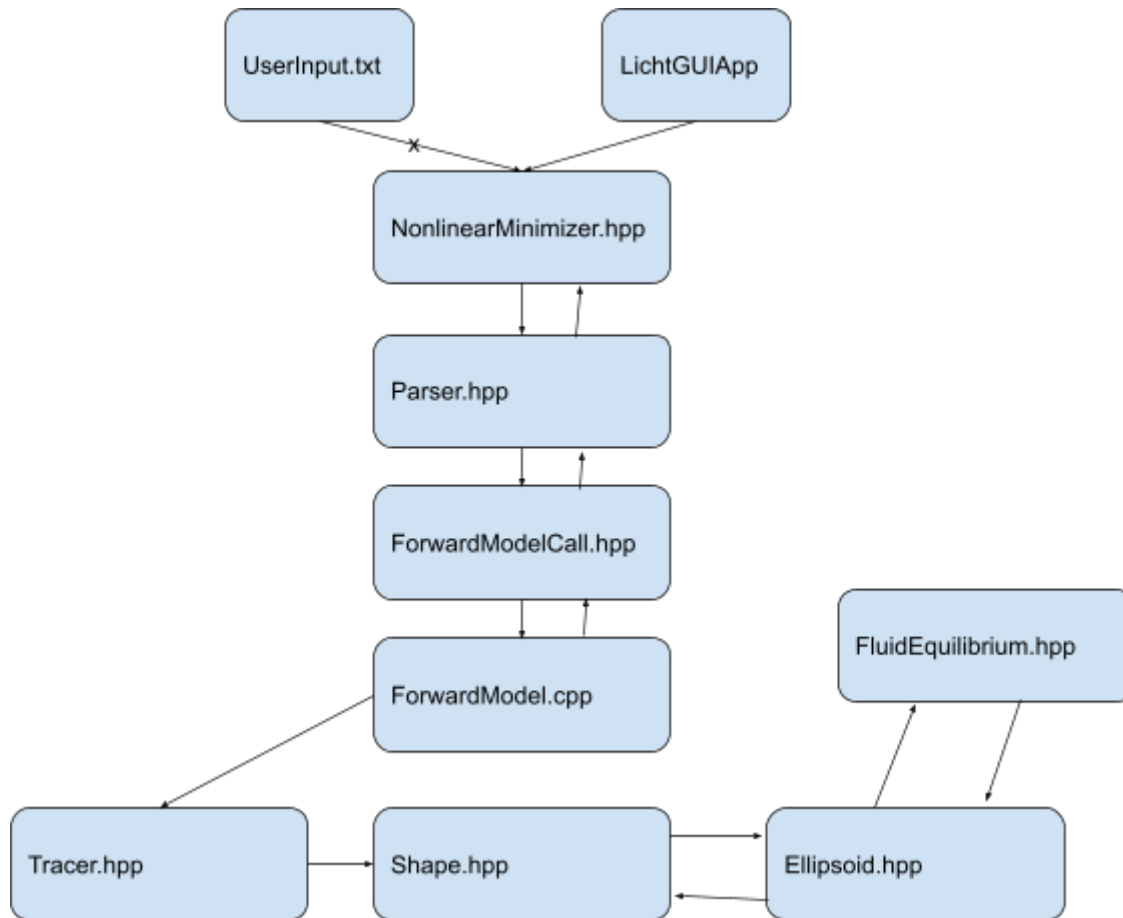 UserInput.txt
LichtGUIApp
x
NonlinearMinimizer.hpp
Parser.hpp
ForwardModelCall.hpp
FluidEquilibrium.hpp
ForwardModel.cpp
Tracer.hpp
Shape.hpp
Ellipsoid.hpp